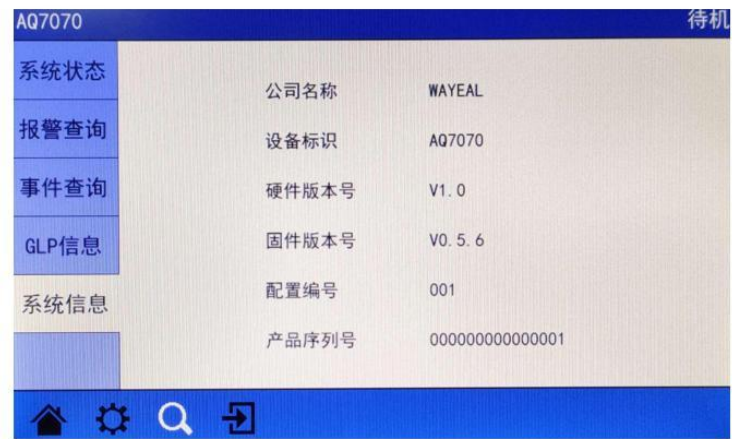 AQ7070 待机
系统状态
报警查询
事件查询
GLP信息
系统信息
公司名称 WAYEAL
设备标识 AQ7070
硬件版本号 V1.0
固件版本号 V0.5.6
配置编号 001
产品序列号 000000000000001